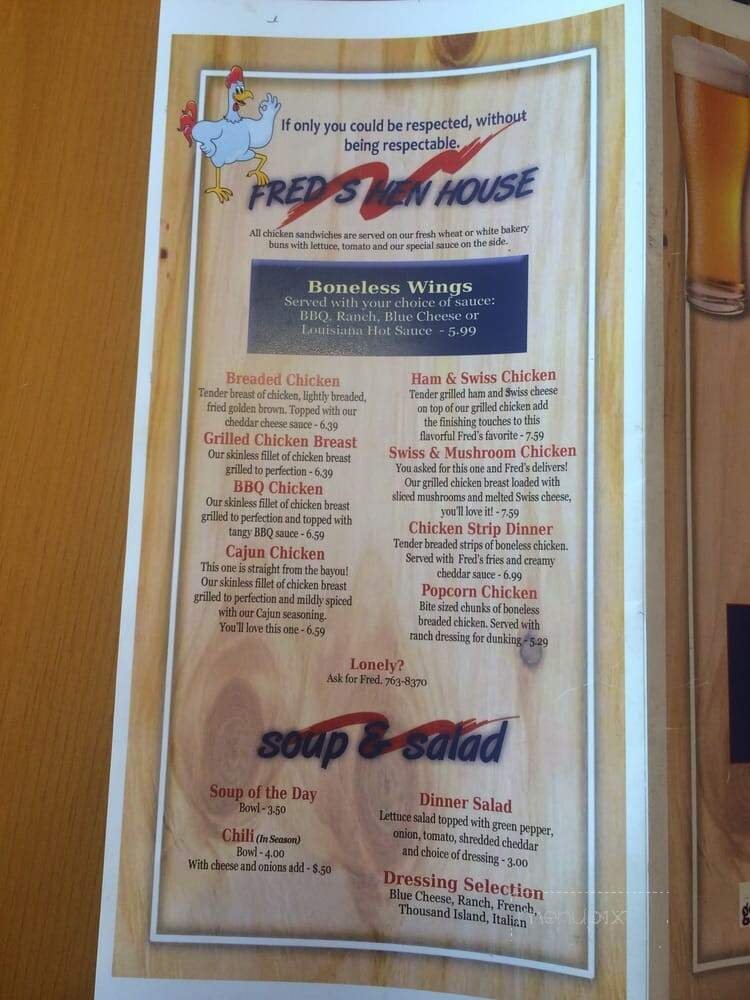 If only you could be respected, without
being respectable.
FRED'S HEN HOUSE
All chicken sandwiches are served on our fresh wheat or white bakery
buns with lettuce, tomato and our special sauce on the side.
Boneless Wings
Served with your choice of sauce:
BBQ, Ranch, Blue Cheese or
Louisiana Hot Sauce - 5.99
Breaded Chicken
Tender breast of chicken, lightly breaded,
fried golden brown. Topped with our
cheddar cheese sauce - 6.39
Grilled Chicken Breast
Our skinless fillet of chicken breast
grilled to perfection - 6.39
BBQ Chicken
Our skinless fillet of chicken breast
grilled to perfection and topped with
tangy BBQ sauce - 6.59
Cajun Chicken
This one is straight from the bayou!
Our skinless fillet of chicken breast
grilled to perfection and mildly spiced
with our Cajun seasoning.
You'll love this one - 6.59
Ham & Swiss Chicken
Tender grilled ham and Swiss cheese
on top of our grilled chicken add
the finishing touches to this
flavorful Fred's favorite - 7.59
Swiss & Mushroom Chicken
You asked for this one and Fred's delivers!
Our grilled chicken breast loaded with
sliced mushrooms and melted Swiss cheese,
you'll love it! - 7.59
Chicken Strip Dinner
Tender breaded strips of boneless chicken.
Served with Fred's fries and creamy
cheddar sauce - 6.99
Popcorn Chicken
Bite sized chunks of boneless
breaded chicken. Served with
ranch dressing for dunking - 5.29
Lonely?
Ask for Fred. 763-8370
soup & salad
Soup of the Day
Bowl - 3.50
Chili (In Season)
Bowl - 4.00
With cheese and onions add - $.50
Dinner Salad
Lettuce salad topped with green pepper,
onion, tomato, shredded cheddar
and choice of dressing - 3.00
Dressing Selection
Blue Cheese, Ranch, French,
Thousand Island, Italian
menupix